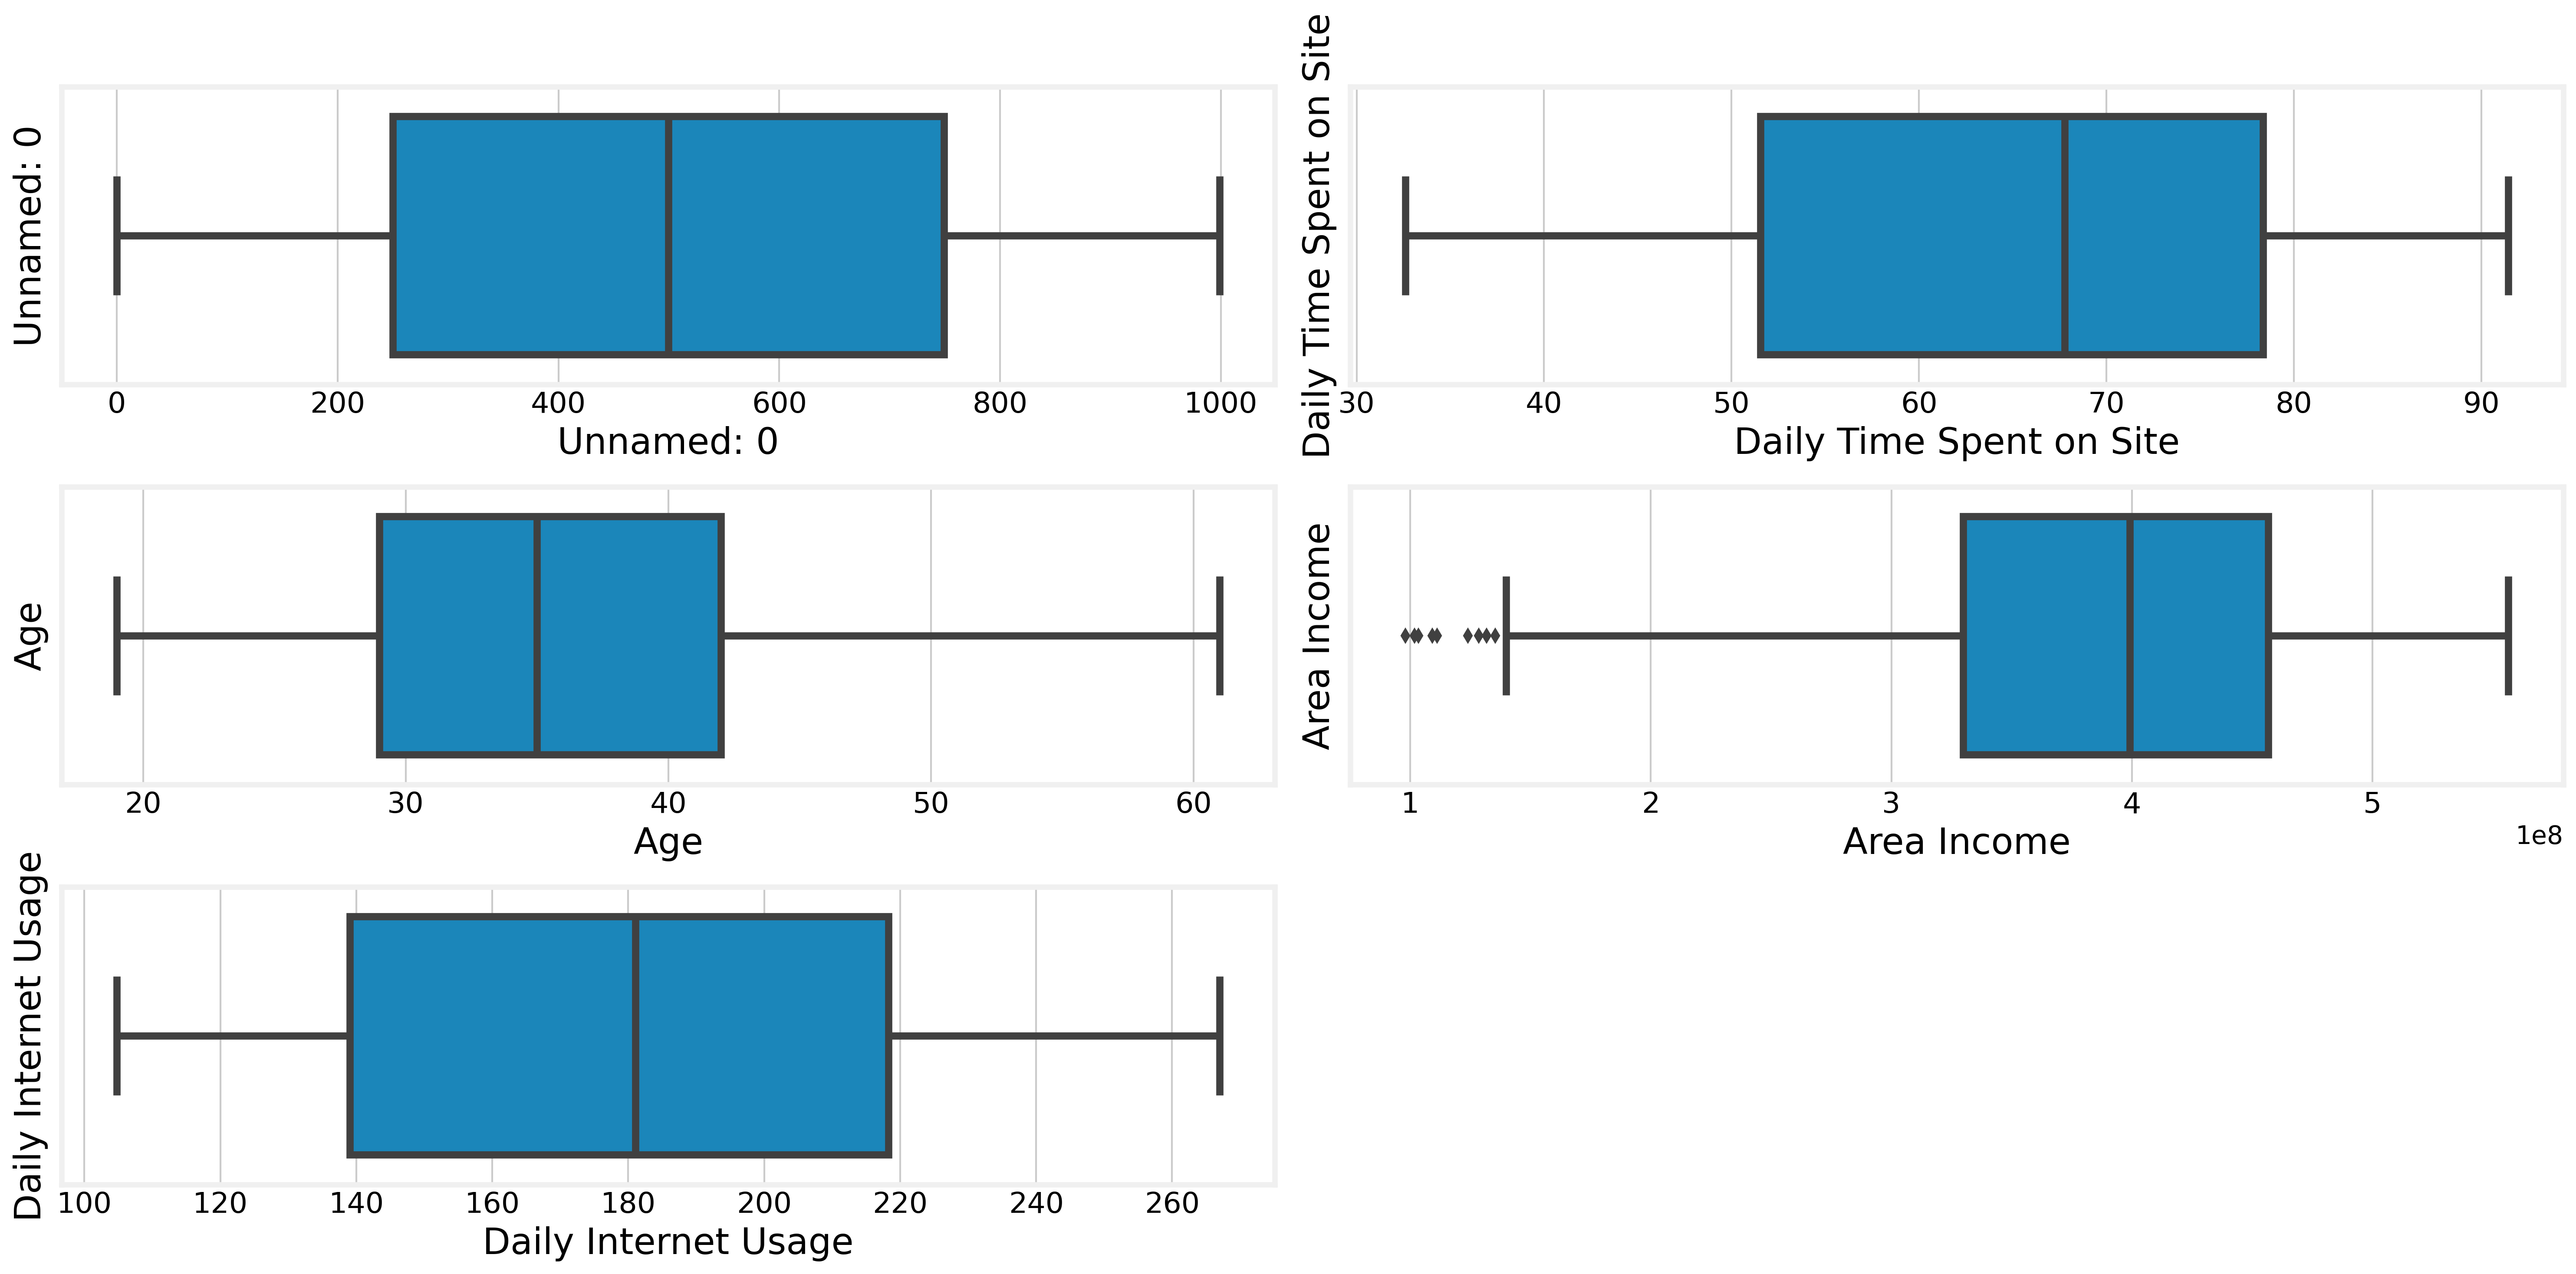 Unnamed: 0
0 200 400 600 800 1000
Unnamed: 0
Daily Time Spent on Site
30 40 50 60 70 80 90
Daily Time Spent on Site
Age
20 30 40 50 60
Age
Area Income
1 2 3 4 5
1e8
Area Income
Daily Internet Usage
100 120 140 160 180 200 220 240 260
Daily Internet Usage